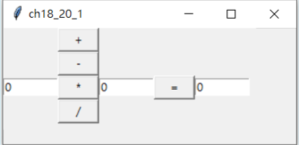 ch18_20_1
+
-
0 * 0 = 0
/